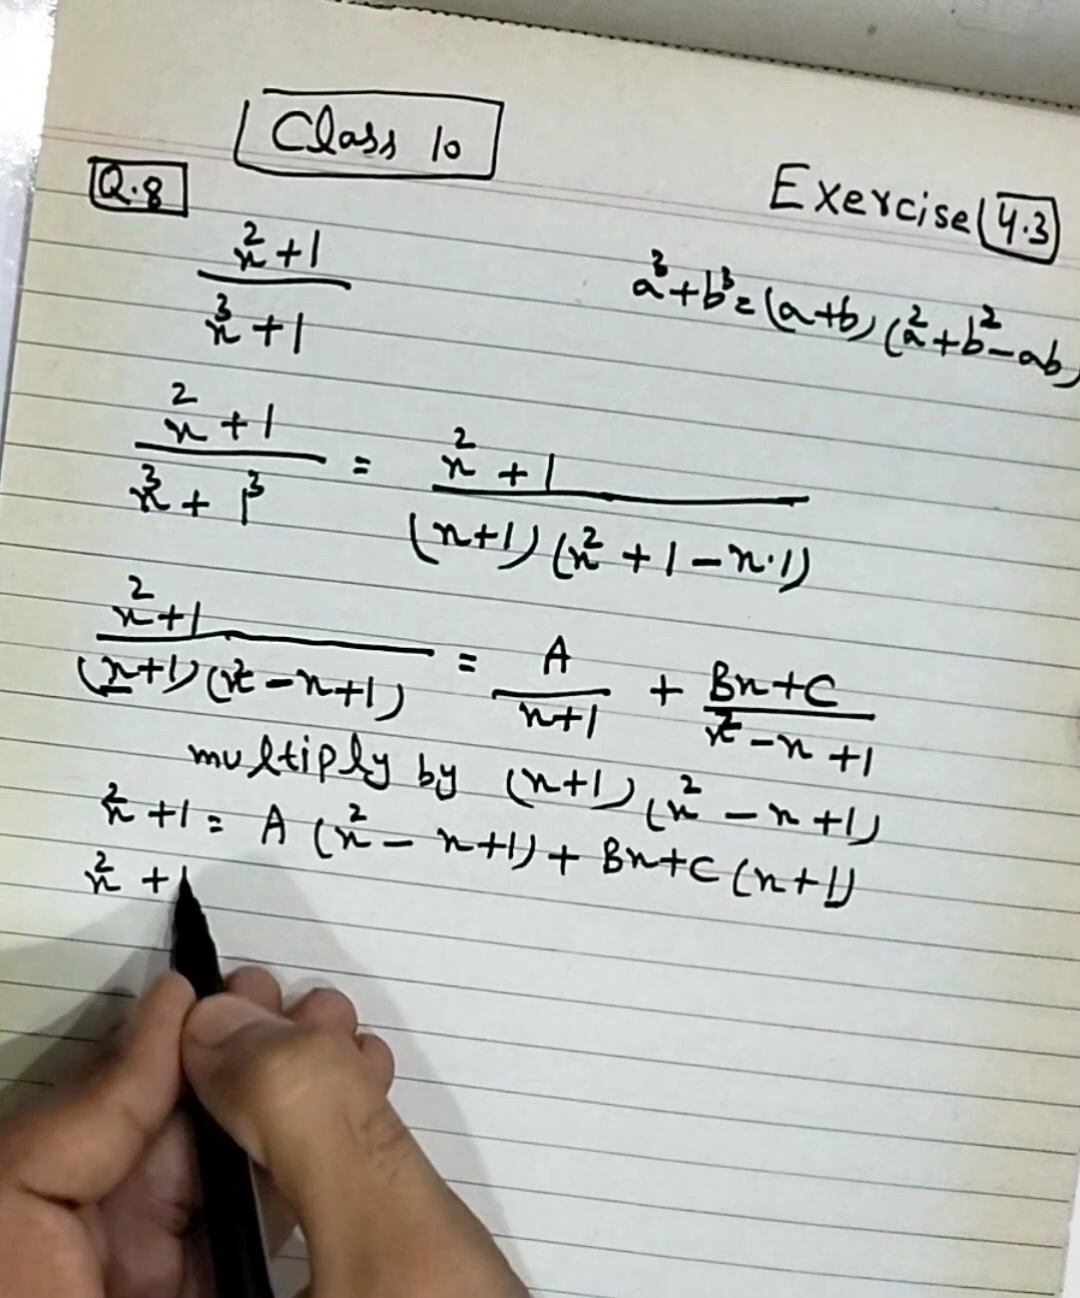 Class 10
Q.8
Exercise 4.3
x²+1
x³+1
a³+b³=(a+b)(a²+b²-ab)
x²+1 / x³+1³ = x²+1 / (x+1)(x²+1-x·1)
x²+1 / (x+1)(x²-x+1) = A / x+1 + Bx+C / x²-x+1
multiply by (x+1)(x²-x+1)
x²+1 = A(x²-x+1)+Bx+C(x+1)
x²+1